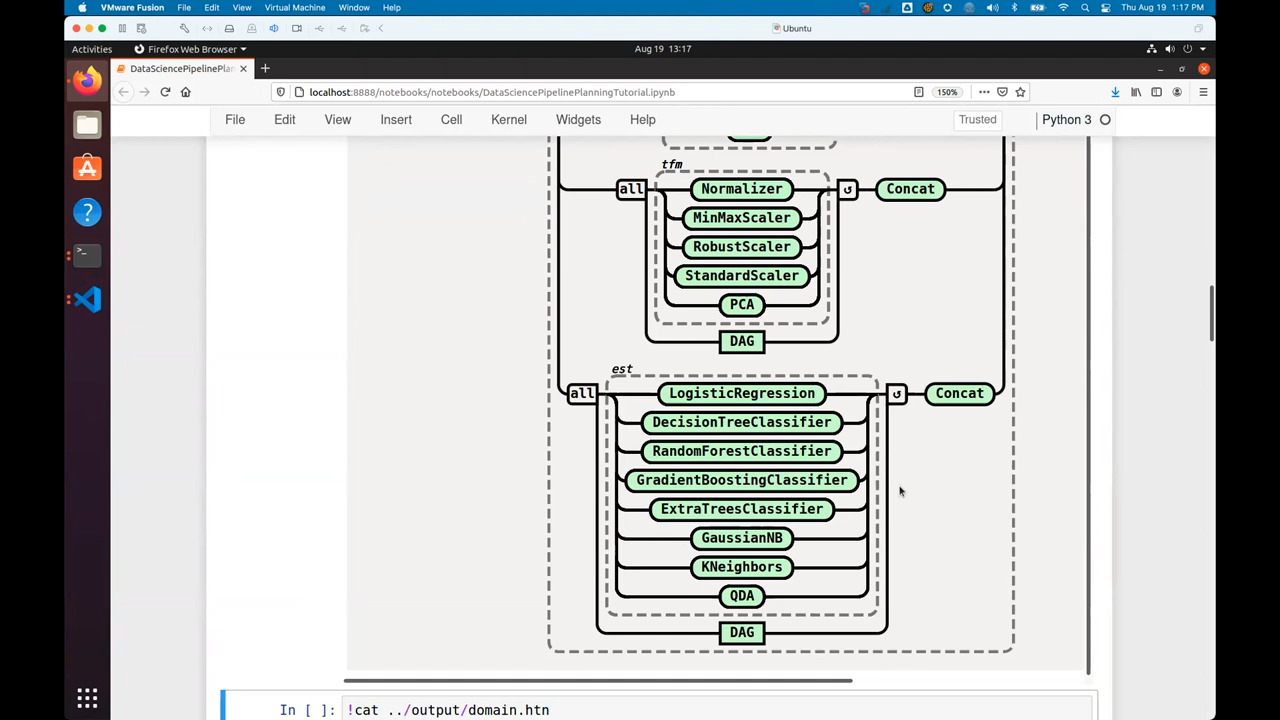 VMware Fusion File Edit View Virtual Machine Window Help Thu Aug 19 1:17 PM
Ubuntu
Activities Firefox Web Browser Aug 19 13:17
DataSciencePipelinePlan
localhost:8888/notebooks/notebooks/DataSciencePipelinePlanningTutorial.ipynb 150%
File Edit View Insert Cell Kernel Widgets Help Trusted Python 3
tfm
all Normalizer ↺ Concat
MinMaxScaler
RobustScaler
StandardScaler
PCA
DAG
est
all LogisticRegression ↺ Concat
DecisionTreeClassifier
RandomForestClassifier
GradientBoostingClassifier
ExtraTreesClassifier
GaussianNB
KNeighbors
QDA
DAG
In [ ]: !cat ../output/domain.htn